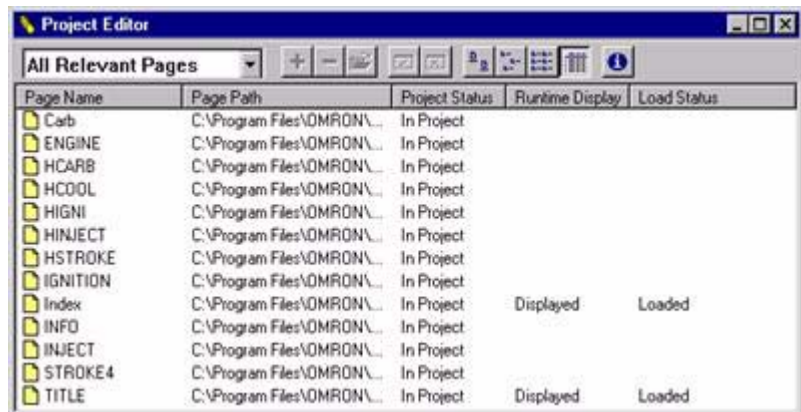 Project Editor
All Relevant Pages
Page Name Page Path Project Status Runtime Display Load Status
Carb C:\Program Files\OMRON\... In Project
ENGINE C:\Program Files\OMRON\... In Project
HCARB C:\Program Files\OMRON\... In Project
HCOOL C:\Program Files\OMRON\... In Project
HIGNI C:\Program Files\OMRON\... In Project
HINJECT C:\Program Files\OMRON\... In Project
HSTROKE C:\Program Files\OMRON\... In Project
IGNITION C:\Program Files\OMRON\... In Project
Index C:\Program Files\OMRON\... In Project Displayed Loaded
INFO C:\Program Files\OMRON\... In Project
INJECT C:\Program Files\OMRON\... In Project
STROKE4 C:\Program Files\OMRON\... In Project
TITLE C:\Program Files\OMRON\... In Project Displayed Loaded